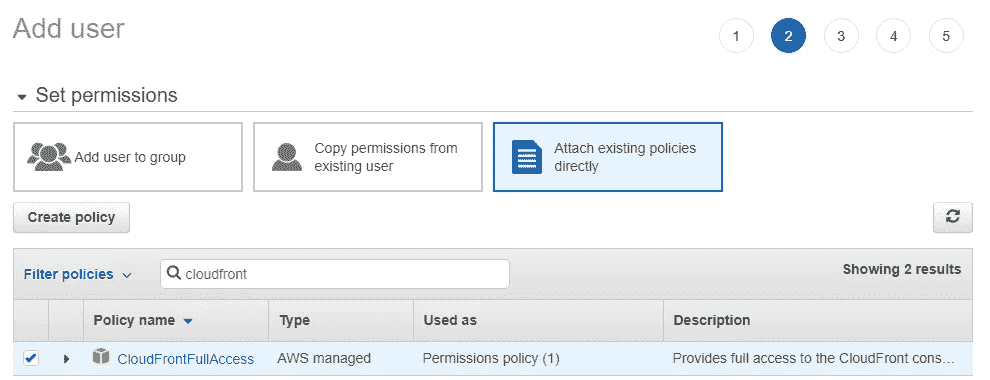 Add user
1 2 3 4 5
Set permissions
Add user to group
Copy permissions from
existing user
Attach existing policies
directly
Create policy
Filter policies
cloudfront
Showing 2 results
Policy name Type Used as Description
CloudFrontFullAccess AWS managed Permissions policy (1) Provides full access to the CloudFront cons…